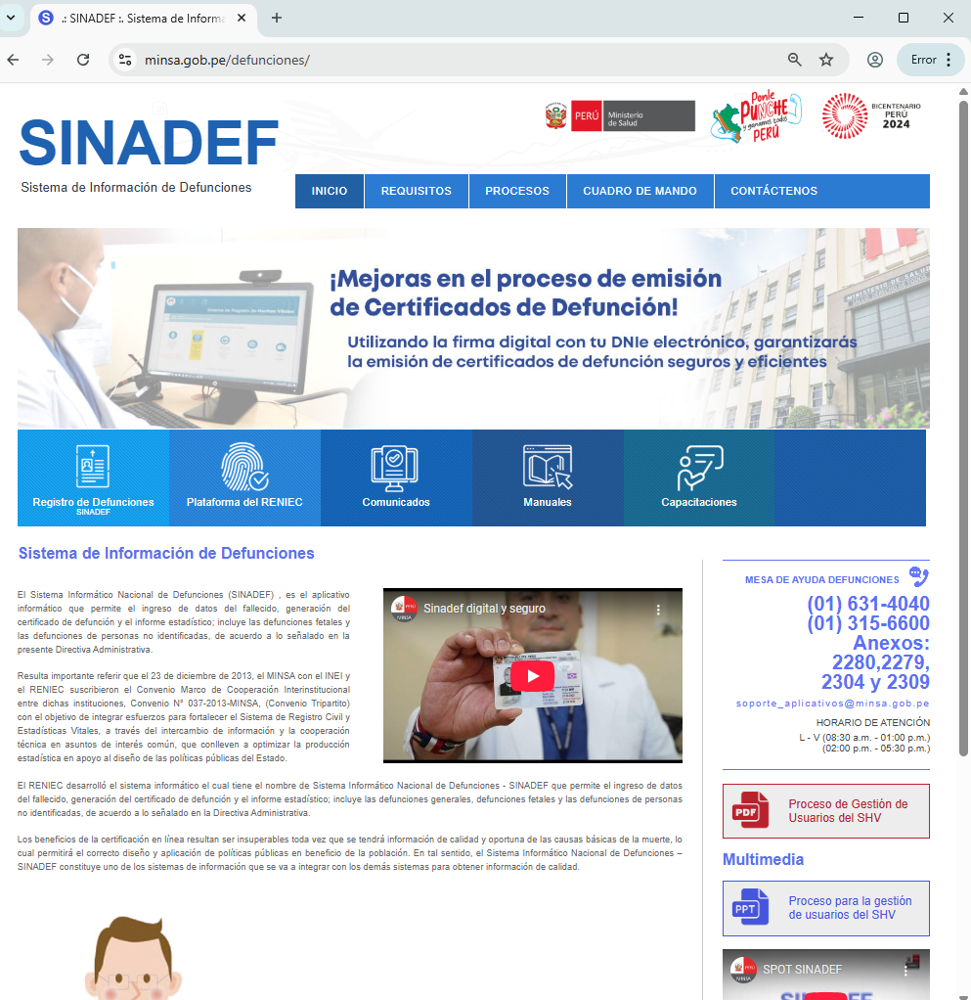 .: SINADEF :. Sistema de Informa
minsa.gob.pe/defunciones/
Error
SINADEF
Sistema de Información de Defunciones
PERÚ
Ministerio
de Salud
Ponle
PUNCHE
y ganamos todos
PERÚ
BICENTENARIO
PERÚ
2024
INICIO
REQUISITOS
PROCESOS
CUADRO DE MANDO
CONTÁCTENOS
¡Mejoras en el proceso de emisión
de Certificados de Defunción!
Utilizando la firma digital con tu DNIe electrónico, garantizarás
la emisión de certificados de defunción seguros y eficientes
MINISTERIO DE SALUD
Registro de Defunciones
SINADEF
Plataforma del RENIEC
Comunicados
Manuales
Capacitaciones
Sistema de Información de Defunciones
El Sistema Informático Nacional de Defunciones (SINADEF) , es el aplicativo
informático que permite el ingreso de datos del fallecido, generación del
certificado de defunción y el informe estadístico; incluye las defunciones fetales y
las defunciones de personas no identificadas, de acuerdo a lo señalado en la
presente Directiva Administrativa.
Resulta importante referir que el 23 de diciembre de 2013, el MINSA con el INEI y
el RENIEC suscribieron el Convenio Marco de Cooperación Interinstitucional
entre dichas instituciones, Convenio N° 037-2013-MINSA, (Convenio Tripartito)
con el objetivo de integrar esfuerzos para fortalecer el Sistema de Registro Civil y
Estadísticas Vitales, a través del intercambio de información y la cooperación
técnica en asuntos de interés común, que conlleven a optimizar la producción
estadística en apoyo al diseño de las políticas públicas del Estado.
Sinadef digital y seguro
El RENIEC desarrolló el sistema informático el cual tiene el nombre de Sistema Informático Nacional de Defunciones - SINADEF que permite el ingreso de datos
del fallecido, generación del certificado de defunción y el informe estadístico; incluye las defunciones generales, defunciones fetales y las defunciones de personas
no identificadas, de acuerdo a lo señalado en la Directiva Administrativa.
Los beneficios de la certificación en línea resultan ser insuperables toda vez que se tendrá información de calidad y oportuna de las causas básicas de la muerte, lo
cual permitirá el correcto diseño y aplicación de políticas públicas en beneficio de la población. En tal sentido, el Sistema Informático Nacional de Defunciones –
SINADEF constituye uno de los sistemas de información que se va a integrar con los demás sistemas para obtener información de calidad.
MESA DE AYUDA DEFUNCIONES
(01) 631-4040
(01) 315-6600
Anexos:
2280,2279,
2304 y 2309
soporte_aplicativos@minsa.gob.pe
HORARIO DE ATENCIÓN
L - V (08:30 a.m. - 01:00 p.m.)
(02:00 p.m. - 05:30 p.m.)
PDF
Proceso de Gestión de
Usuarios del SHV
Multimedia
PPT
Proceso para la gestión
de usuarios del SHV
SPOT SINADEF